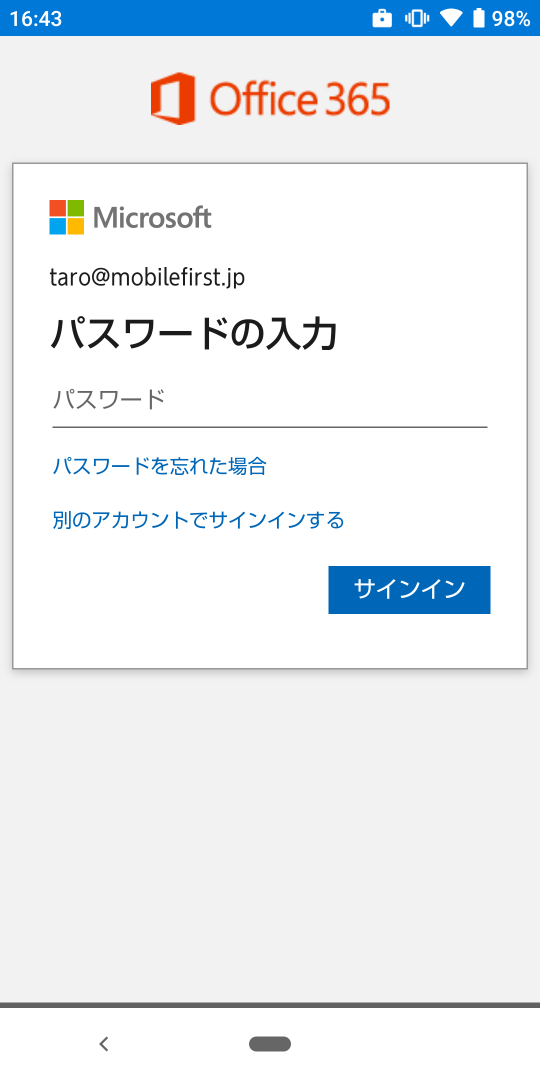 16:43 98%
Office 365
Microsoft
taro@mobilefirst.jp
パスワードの入力
パスワード
パスワードを忘れた場合
別のアカウントでサインインする
サインイン